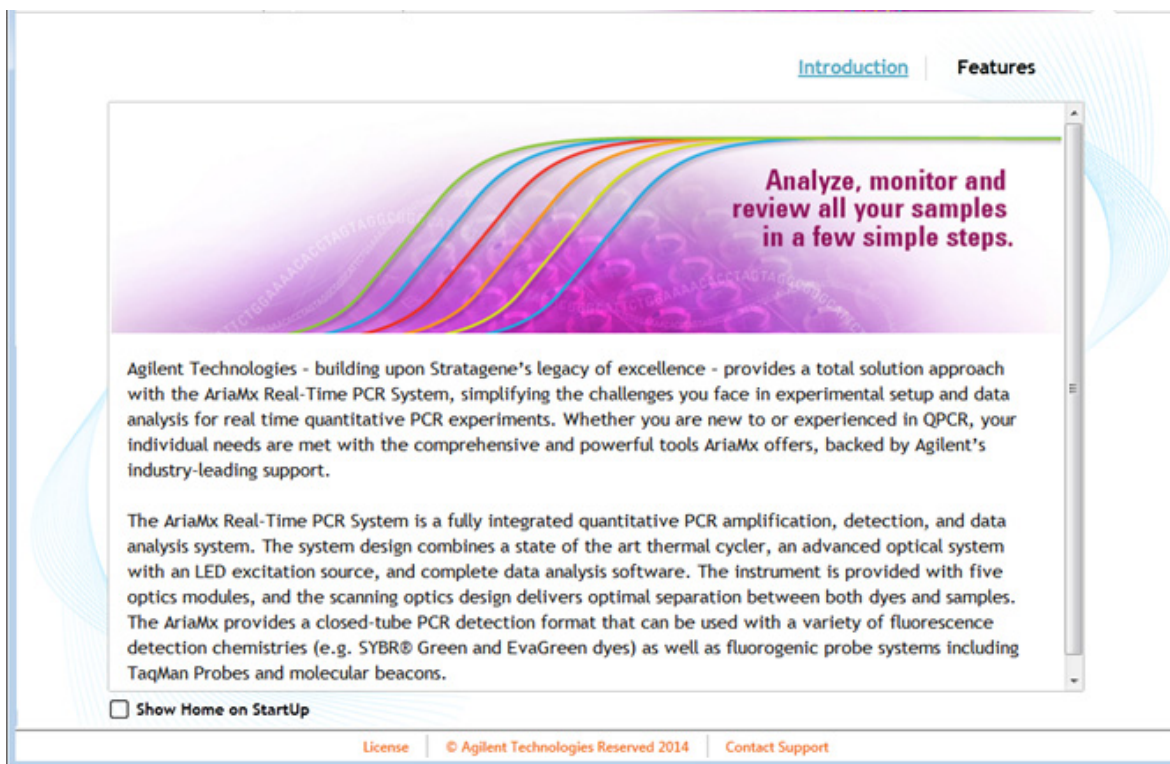 Introduction
Features
Analyze, monitor and
review all your samples
in a few simple steps.
Agilent Technologies - building upon Stratagene's legacy of excellence - provides a total solution approach
with the AriaMx Real-Time PCR System, simplifying the challenges you face in experimental setup and data
analysis for real time quantitative PCR experiments. Whether you are new to or experienced in QPCR, your
individual needs are met with the comprehensive and powerful tools AriaMx offers, backed by Agilent's
industry-leading support.
The AriaMx Real-Time PCR System is a fully integrated quantitative PCR amplification, detection, and data
analysis system. The system design combines a state of the art thermal cycler, an advanced optical system
with an LED excitation source, and complete data analysis software. The instrument is provided with five
optics modules, and the scanning optics design delivers optimal separation between both dyes and samples.
The AriaMx provides a closed-tube PCR detection format that can be used with a variety of fluorescence
detection chemistries (e.g. SYBR® Green and EvaGreen dyes) as well as fluorogenic probe systems including
TaqMan Probes and molecular beacons.
Show Home on StartUp
License
© Agilent Technologies Reserved 2014
Contact Support